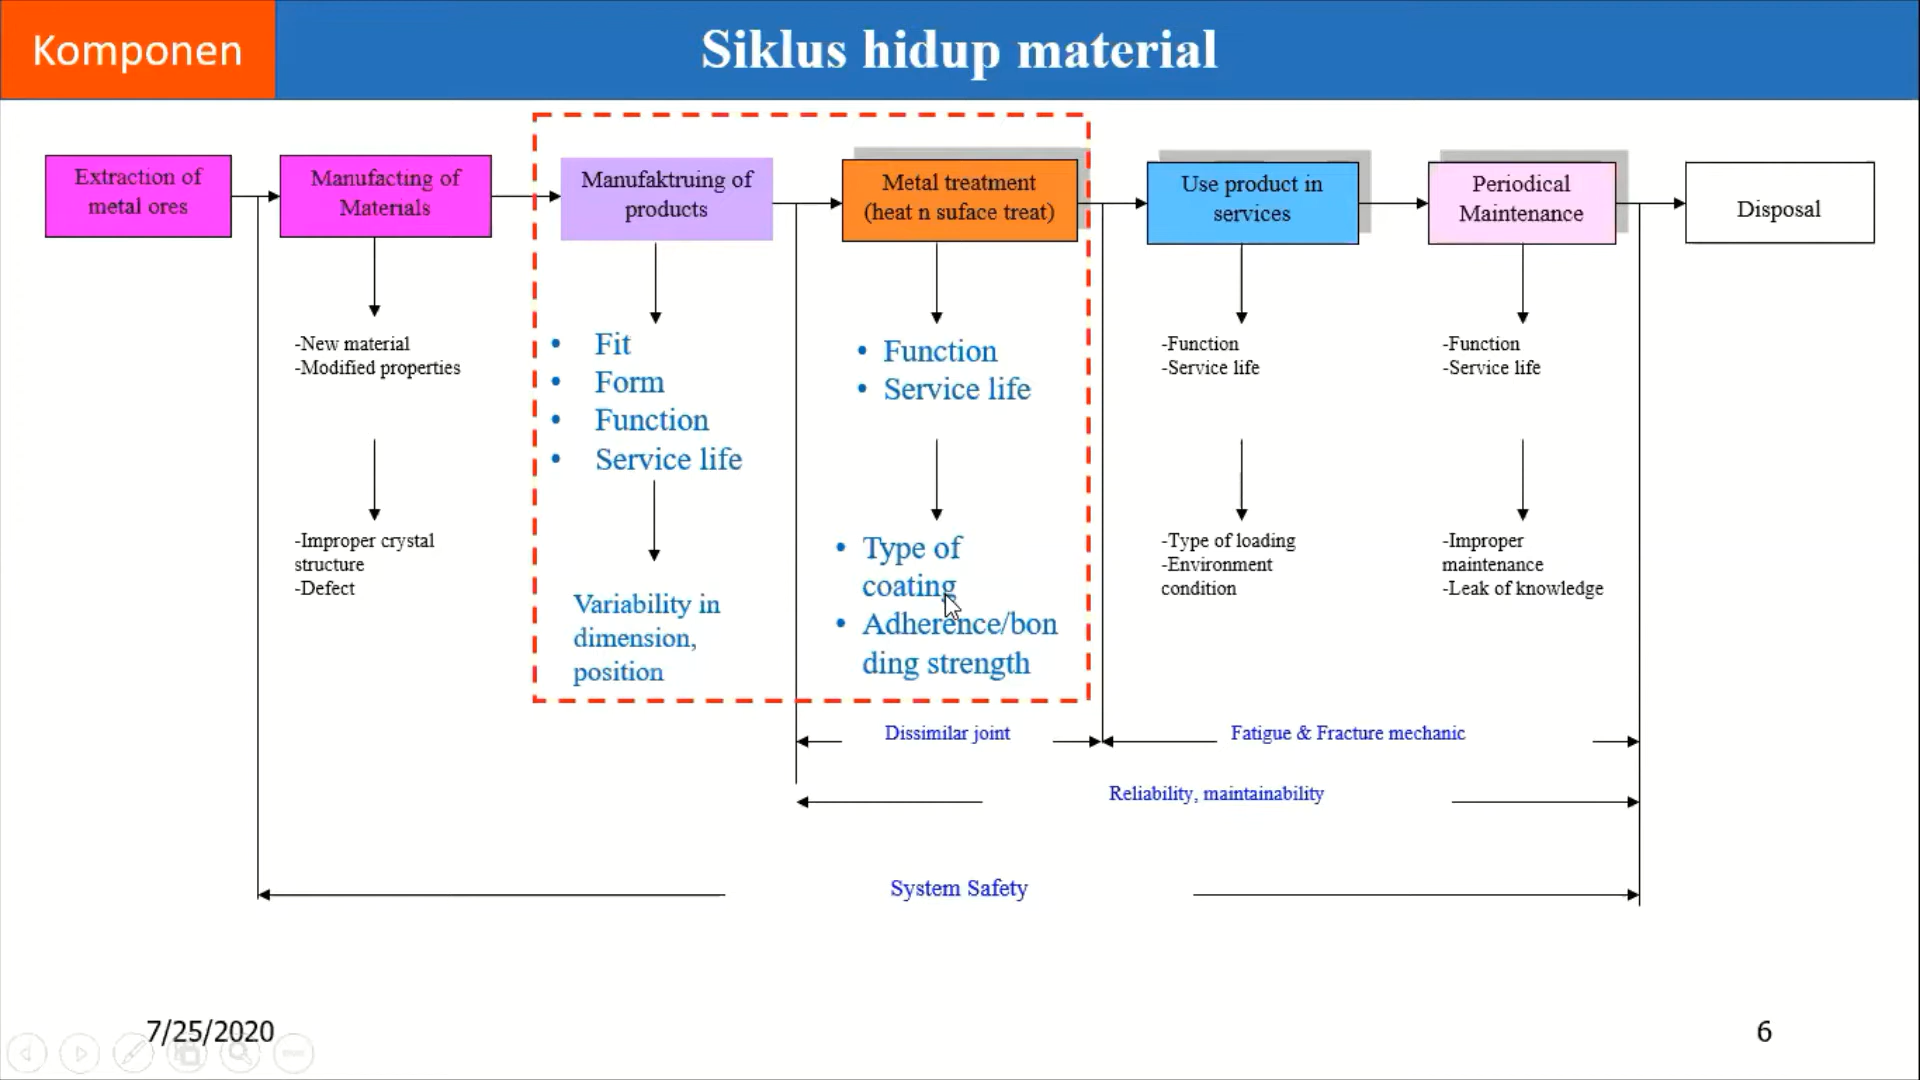 Komponen
Siklus hidup material
Extraction of
metal ores
Manufacting of
Materials
Manufaktruing of
products
Metal treatment
(heat n suface treat)
Use product in
services
Periodical
Maintenance
Disposal
-New material
-Modified properties
• Fit
• Form
• Function
• Service life
• Function
• Service life
-Function
-Service life
-Function
-Service life
-Improper crystal
structure
-Defect
Variability in
dimension,
position
• Type of
coating
• Adherence/bon
ding strength
-Type of loading
-Environment
condition
-Improper
maintenance
-Leak of knowledge
Dissimilar joint
Fatigue & Fracture mechanic
Reliability, maintainability
System Safety
7/25/2020
6